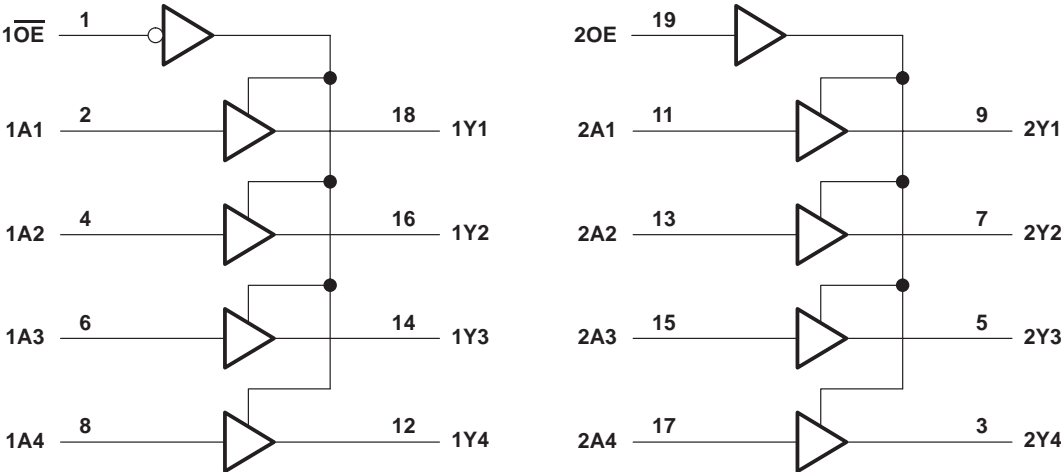 1O̅E̅ 1
1A1 2 18 1Y1
1A2 4 16 1Y2
1A3 6 14 1Y3
1A4 8 12 1Y4
2OE 19
2A1 11 9 2Y1
2A2 13 7 2Y2
2A3 15 5 2Y3
2A4 17 3 2Y4